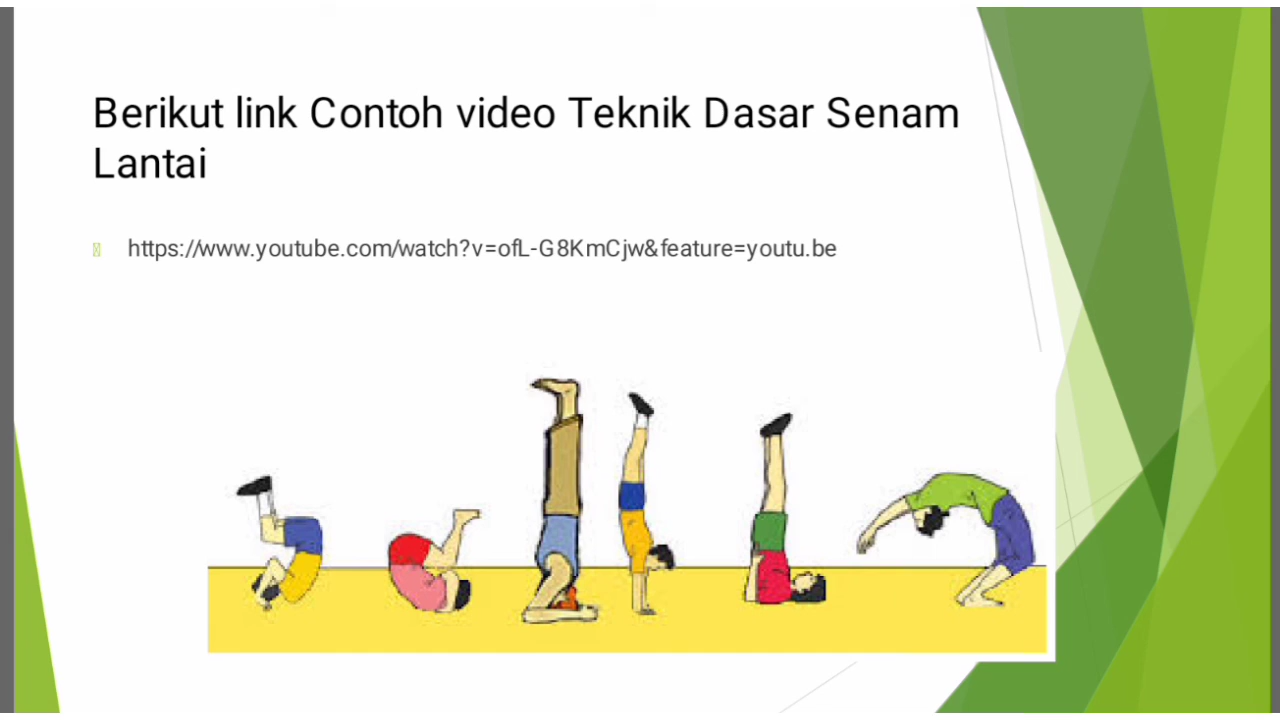 Berikut link Contoh video Teknik Dasar Senam
Lantai
https://www.youtube.com/watch?v=ofL-G8KmCjw&feature=youtu.be